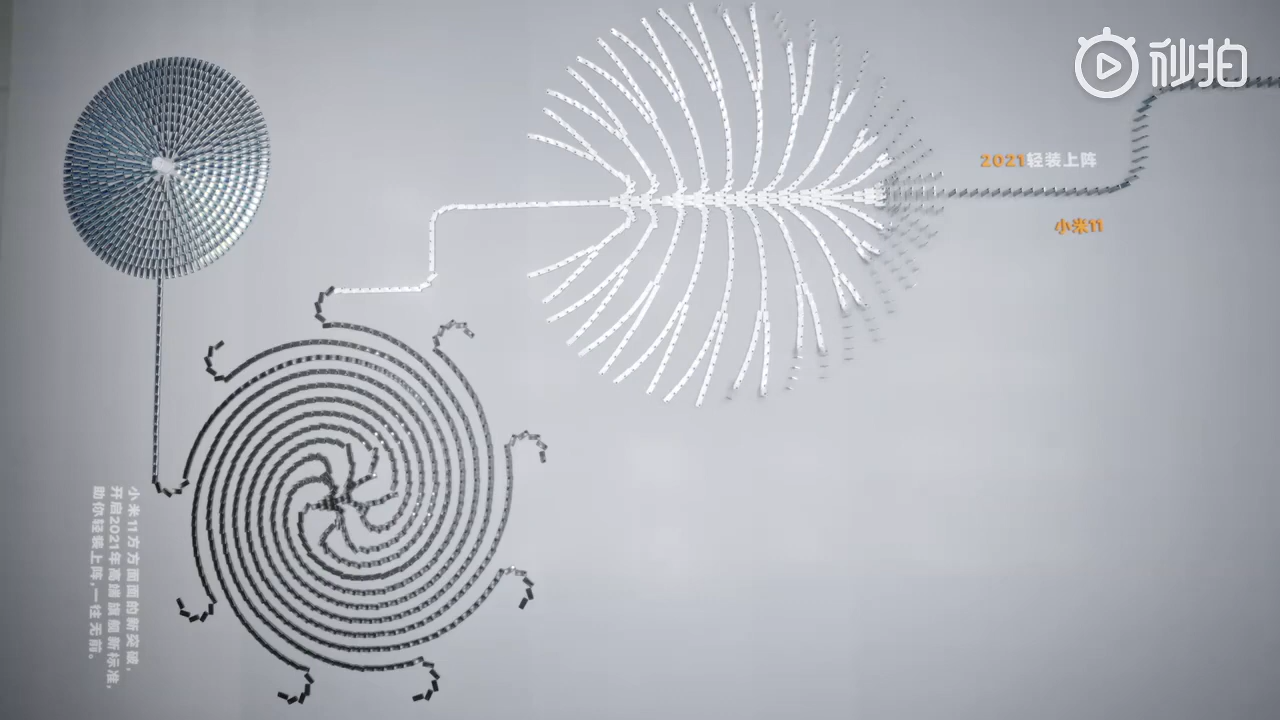 秒拍
2021轻装上阵
小米11
小米11方方面面的新突破，
开启2021年高端旗舰新标准，
助你轻装上阵，一往无前。